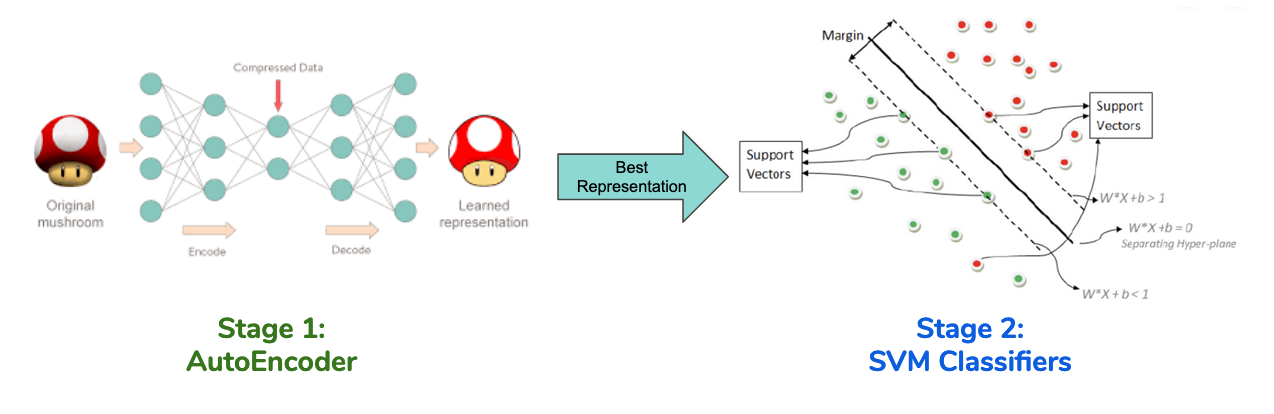 Compressed Data
Original
mushroom
Encode
Decode
Learned
representation
Stage 1:
AutoEncoder
Best
Representation
Margin
Support
Vectors
Support
Vectors
W*X+b > 1
W*X+b = 0
Separating Hyper-plane
W*X+ b < 1
Stage 2:
SVM Classifiers